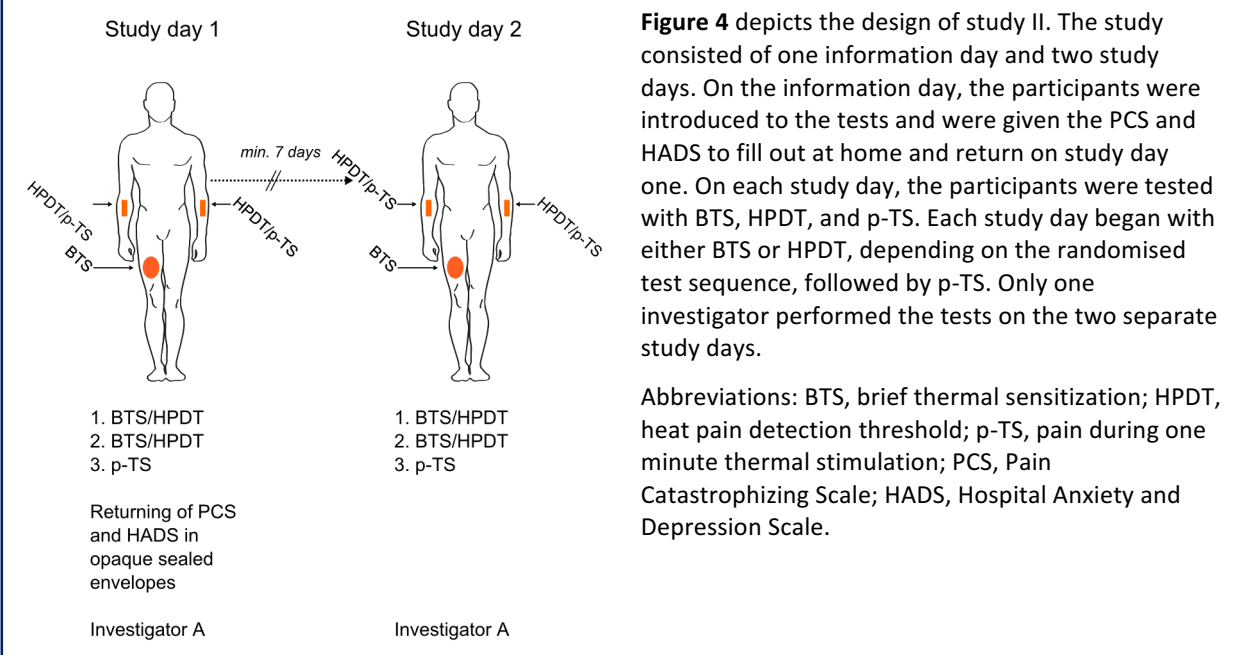 Study day 1
Study day 2
min. 7 days
HPDT/p-TS
HPDT/p-TS
BTS
HPDT/p-TS
HPDT/p-TS
BTS
1. BTS/HPDT
2. BTS/HPDT
3. p-TS
Returning of PCS
and HADS in
opaque sealed
envelopes
Investigator A
1. BTS/HPDT
2. BTS/HPDT
3. p-TS
Investigator A
Figure 4 depicts the design of study II. The study
consisted of one information day and two study
days. On the information day, the participants were
introduced to the tests and were given the PCS and
HADS to fill out at home and return on study day
one. On each study day, the participants were tested
with BTS, HPDT, and p-TS. Each study day began with
either BTS or HPDT, depending on the randomised
test sequence, followed by p-TS. Only one
investigator performed the tests on the two separate
study days.
Abbreviations: BTS, brief thermal sensitization; HPDT,
heat pain detection threshold; p-TS, pain during one
minute thermal stimulation; PCS, Pain
Catastrophizing Scale; HADS, Hospital Anxiety and
Depression Scale.